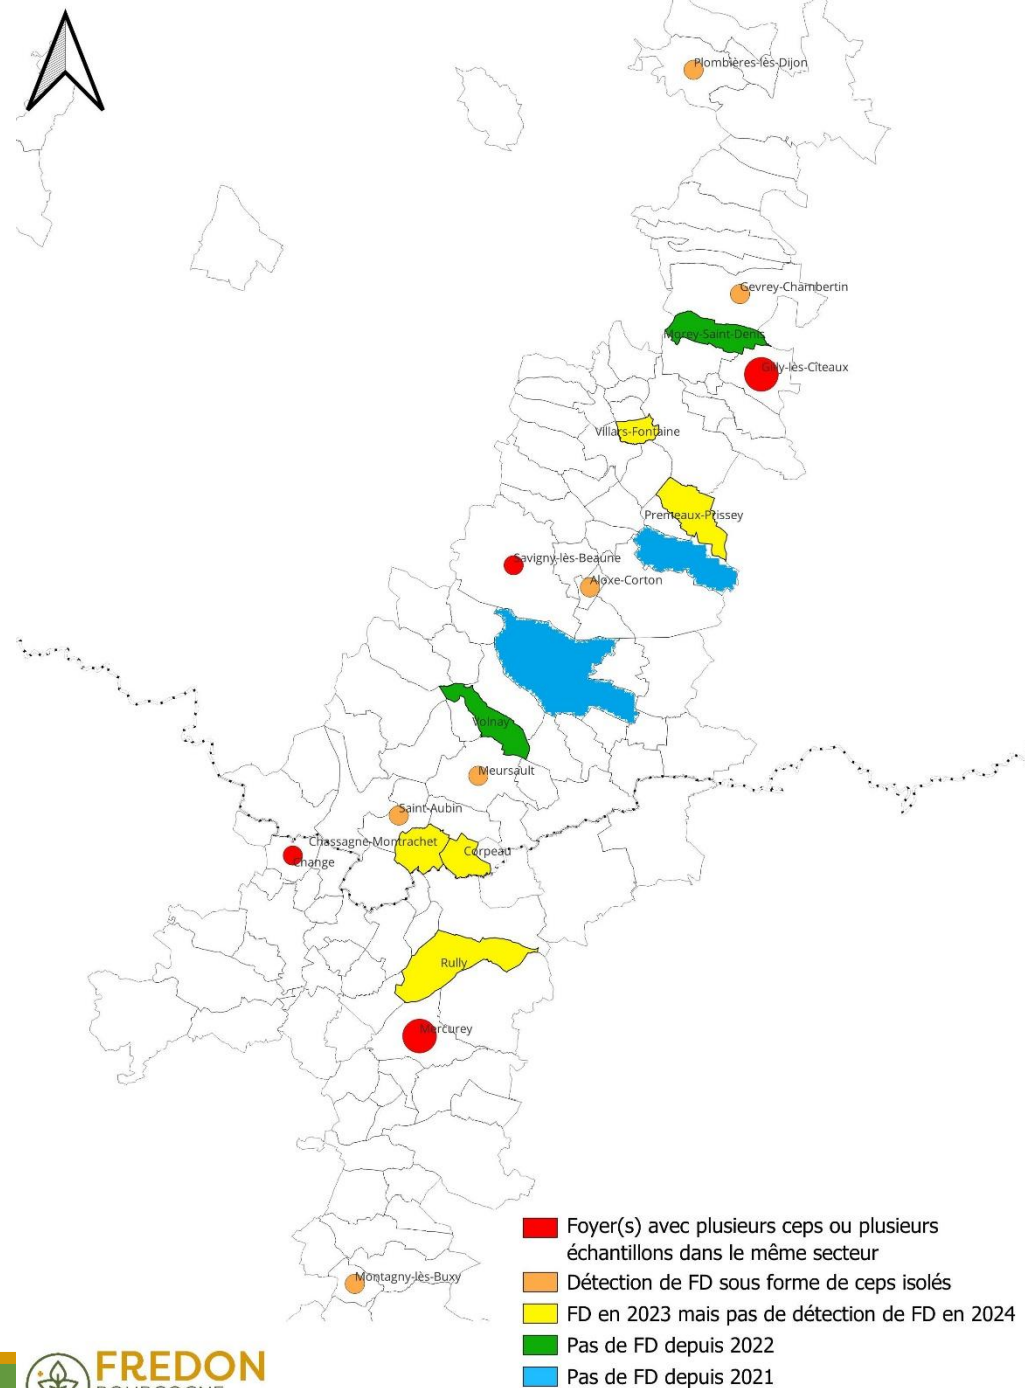 Plombières-lès-Dijon
Gevrey-Chambertin
Morey-Saint-Denis
Gilly-lès-Cîteaux
Villars-Fontaine
Premeaux-Prissey
Savigny-lès-Beaune
Aloxe-Corton
Volnay
Meursault
Saint-Aubin
Chassagne-Montrachet
Corpeau
Change
Rully
Mercurey
Montagny-lès-Buxy
Foyer(s) avec plusieurs ceps ou plusieurs
échantillons dans le même secteur
Détection de FD sous forme de ceps isolés
FD en 2023 mais pas de détection de FD en 2024
Pas de FD depuis 2022
Pas de FD depuis 2021
FREDON
BOURGOGNE